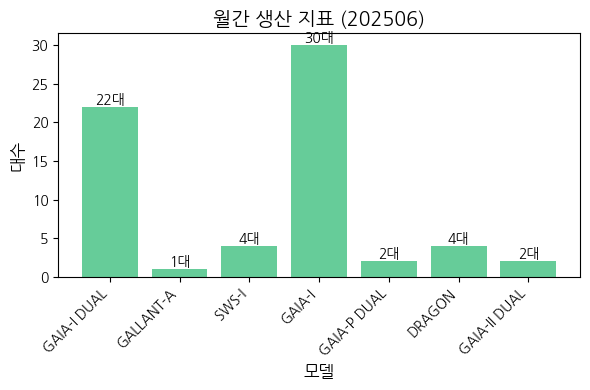 월간 생산 지표 (202506)
대수
30
25
20
15
10
5
0
22대
1대
4대
30대
2대
4대
2대
GAIA-I DUAL
GALLANT-A
SWS-I
GAIA-I
GAIA-P DUAL
DRAGON
GAIA-II DUAL
모델